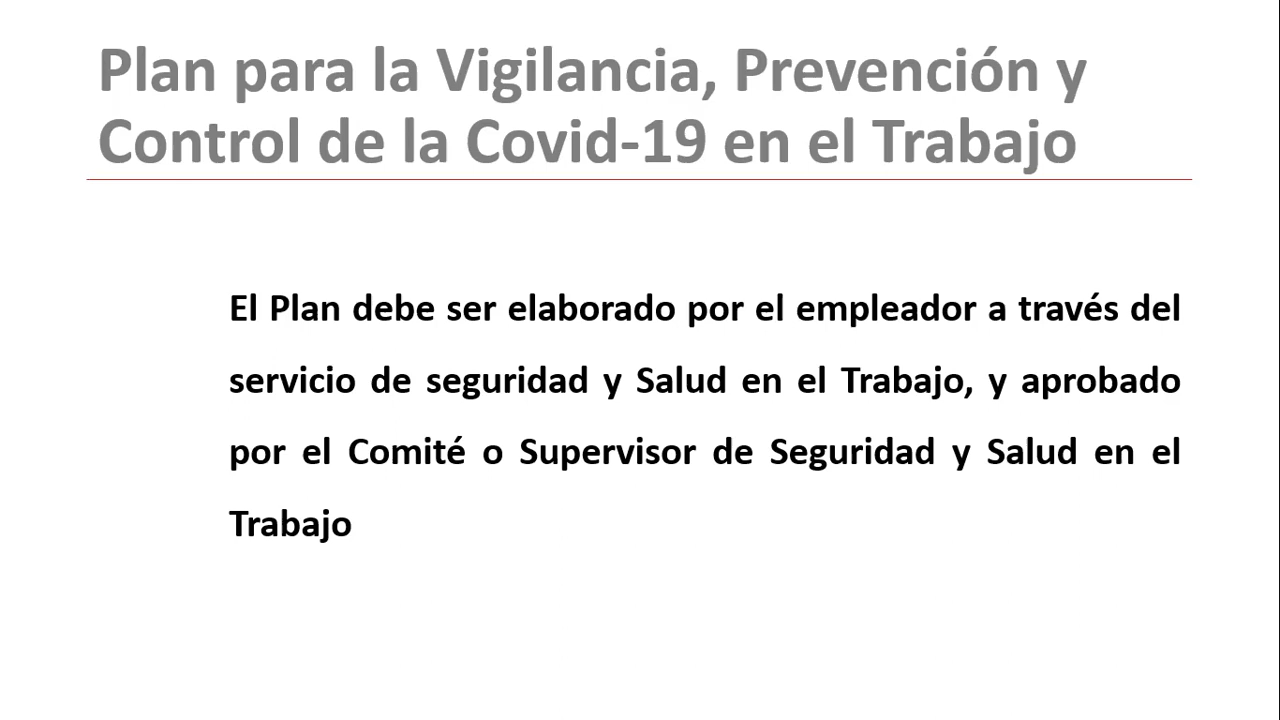 Plan para la Vigilancia, Prevención y
Control de la Covid-19 en el Trabajo
El Plan debe ser elaborado por el empleador a través del
servicio de seguridad y Salud en el Trabajo, y aprobado
por el Comité o Supervisor de Seguridad y Salud en el
Trabajo